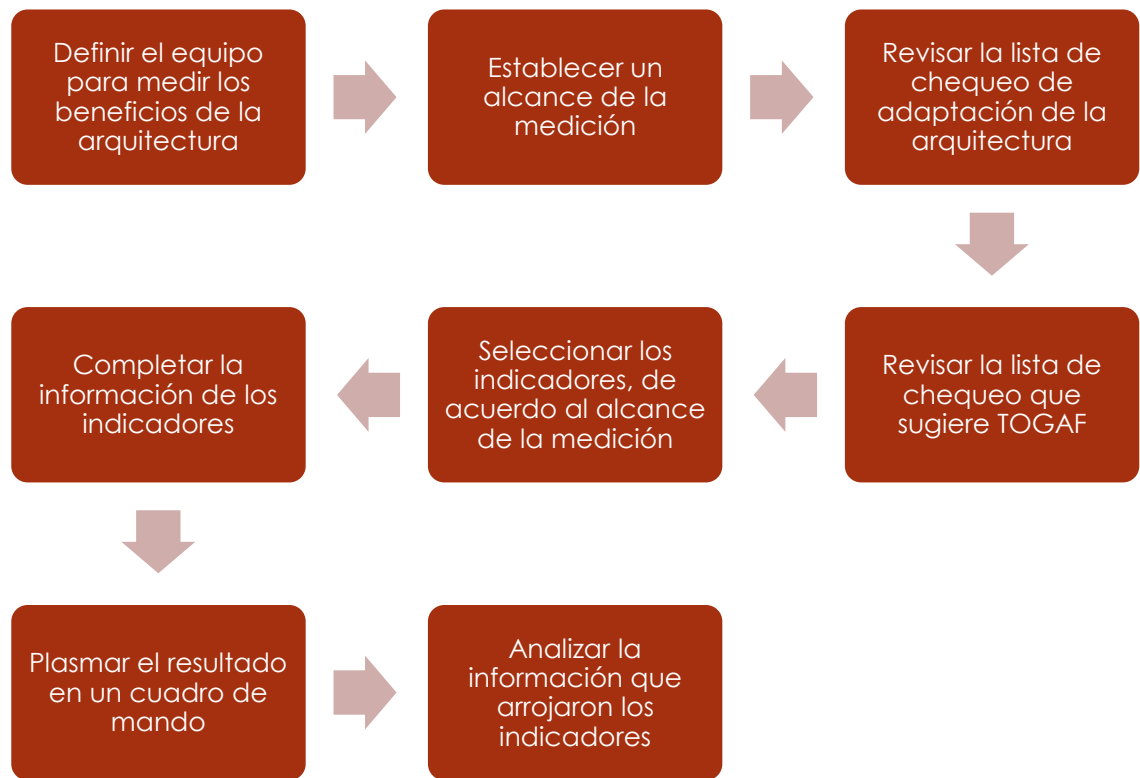 Definir el equipo
para medir los
beneficios de la
arquitectura
Establecer un
alcance de la
medición
Revisar la lista de
chequeo de
adaptación de la
arquitectura
Revisar la lista de
chequeo que
sugiere TOGAF
Seleccionar los
indicadores, de
acuerdo al alcance
de la medición
Completar la
información de los
indicadores
Plasmar el resultado
en un cuadro de
mando
Analizar la
información que
arrojaron los
indicadores